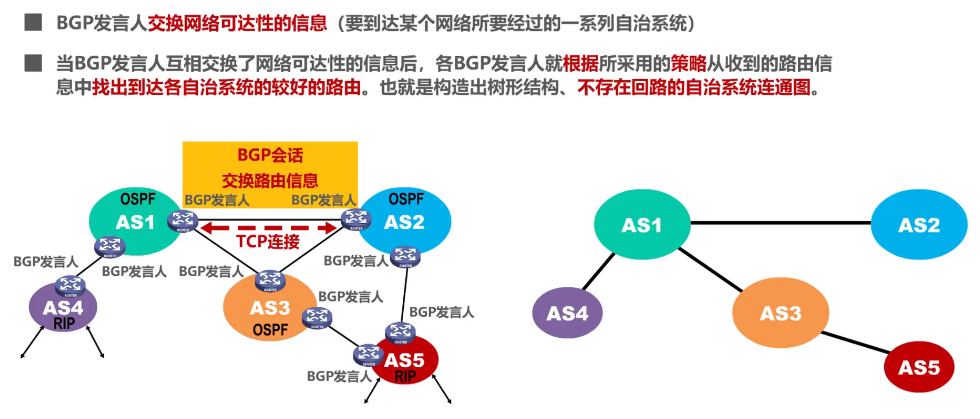 BGP发言人交换网络可达性的信息（要到达某个网络所要经过的一系列自治系统）
当BGP发言人互相交换了网络可达性的信息后，各BGP发言人就根据所采用的策略从收到的路由信
息中找出到达各自治系统的较好的路由。也就是构造出树形结构、不存在回路的自治系统连通图。
BGP会话
交换路由信息
OSPF
BGP发言人
BGP发言人
OSPF
AS1
AS2
ROUTER
ROUTER
TCP连接
ROUTER
BGP发言人
BGP发言人
BGP发言人
BGP发言人
ROUTER
ROUTER
ROUTER
AS4
RIP
AS3
OSPF
BGP发言人
ROUTER
BGP发言人
ROUTER
ROUTER
AS5
RIP
BGP发言人
AS1
AS2
AS4
AS3
AS5